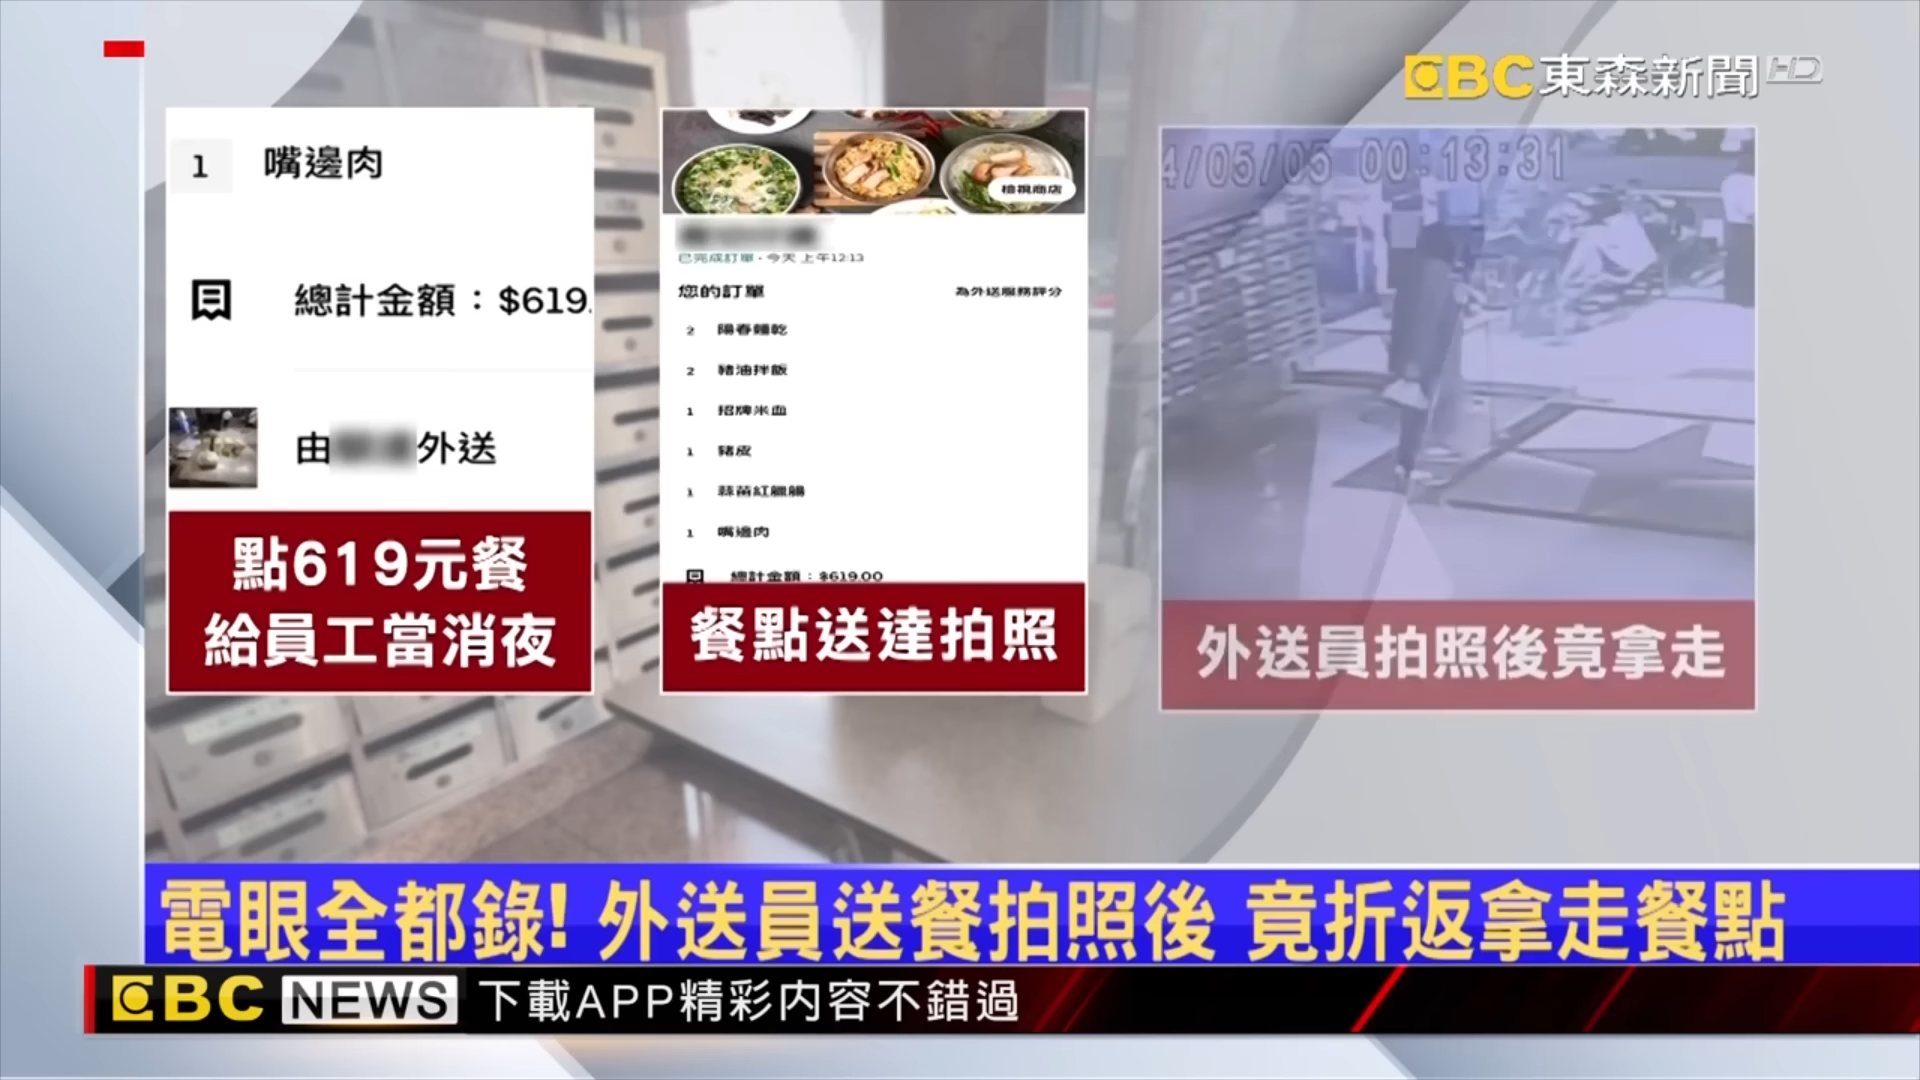 EBC東森新聞HD
1 嘴邊肉
總計金額：$619.
由 外送
點619元餐
給員工當消夜
檢視商店
已完成訂單・今天 上午12:13
您的訂單 為外送服務評分
2 陽春麵乾
2 豬油拌飯
1 招牌米血
1 豬皮
1 蒜苗紅糟腸
1 嘴邊肉
總計金額：$619.00
餐點送達拍照
4/05/05 00:13:31
外送員拍照後竟拿走
電眼全都錄! 外送員送餐拍照後 竟折返拿走餐點
EBC NEWS 下載APP精彩內容不錯過